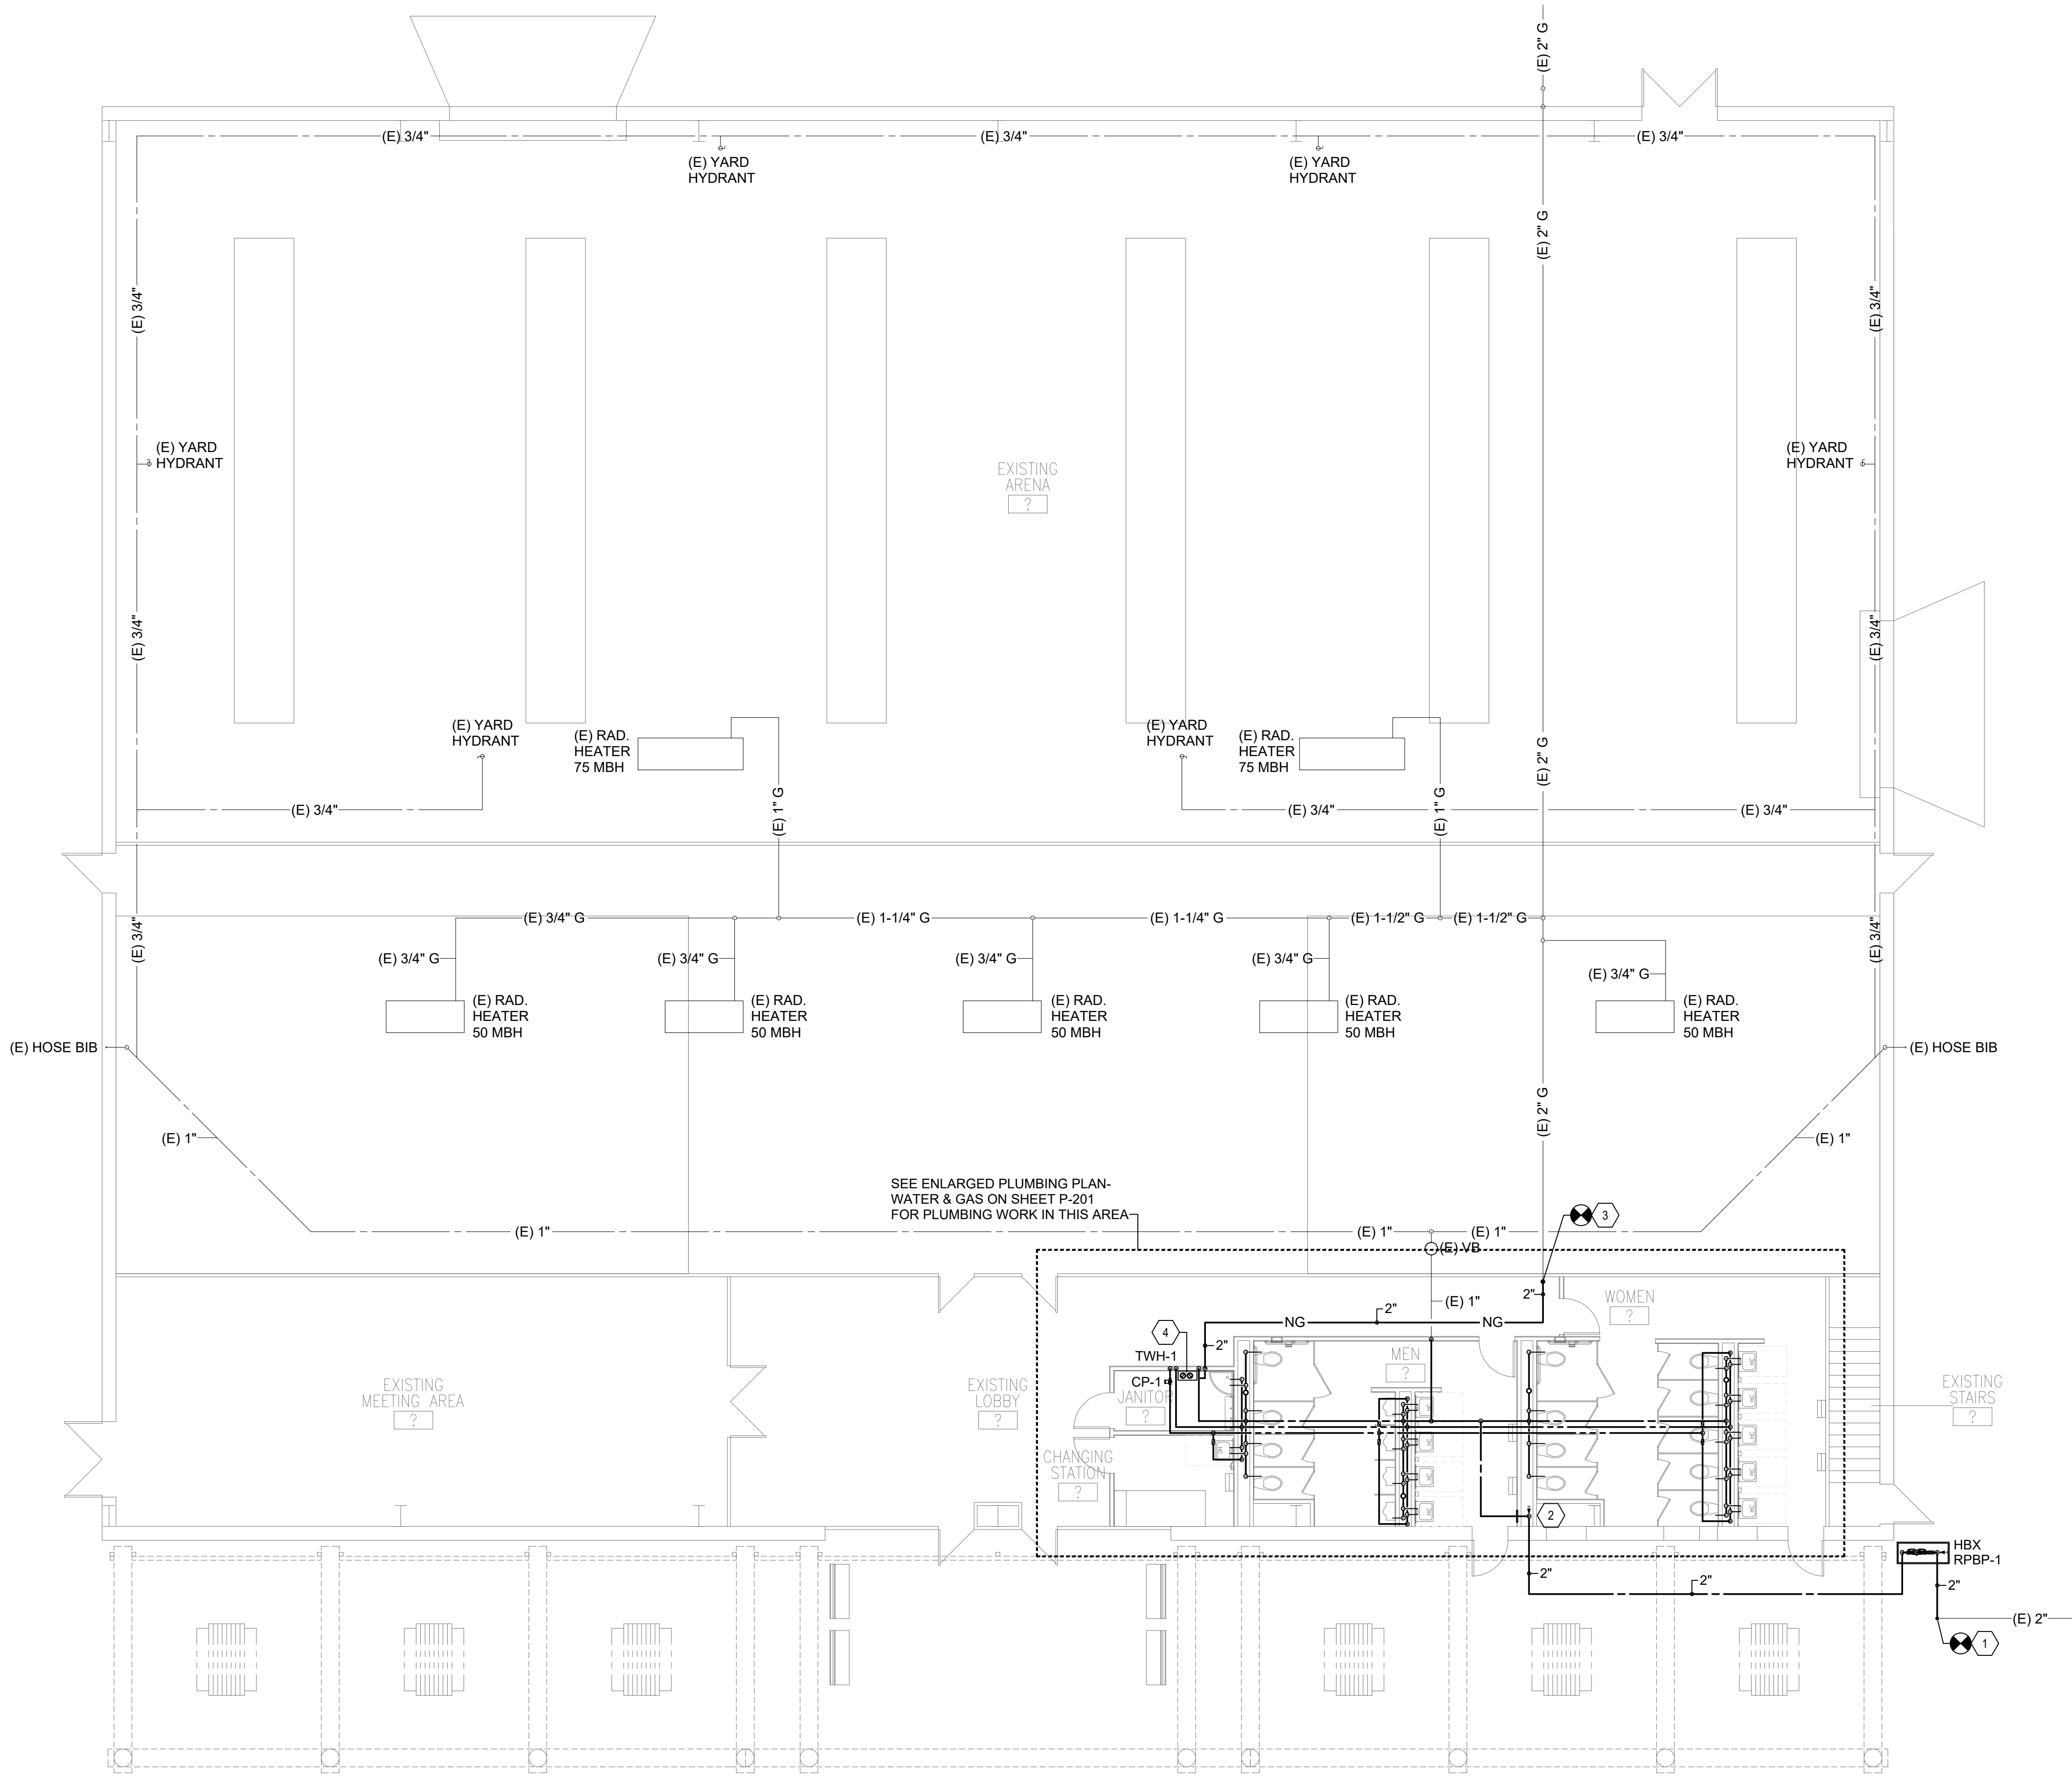 (E) 2" G
(E) 3/4"
(E) 3/4"
(E) 3/4"
(E) YARD
HYDRANT
(E) YARD
HYDRANT
(E) 2" G
(E) 3/4"
(E) 3/4"
(E) YARD
HYDRANT
(E) YARD
HYDRANT
EXISTING
ARENA
?
(E) 3/4"
(E) 3/4"
(E) YARD
HYDRANT
(E) RAD.
HEATER
75 MBH
(E) YARD
HYDRANT
(E) RAD.
HEATER
75 MBH
(E) 2" G
(E) 3/4"
(E) 1" G
(E) 3/4"
(E) 1" G
(E) 3/4"
(E) 3/4"
(E) 3/4" G
(E) 1-1/4" G
(E) 1-1/4" G
(E) 1-1/2" G
(E) 1-1/2" G
(E) 3/4"
(E) 3/4" G
(E) 3/4" G
(E) 3/4" G
(E) 3/4" G
(E) 3/4" G
(E) RAD.
HEATER
50 MBH
(E) RAD.
HEATER
50 MBH
(E) RAD.
HEATER
50 MBH
(E) RAD.
HEATER
50 MBH
(E) RAD.
HEATER
50 MBH
(E) HOSE BIB
(E) HOSE BIB
(E) 2" G
(E) 1"
(E) 1"
SEE ENLARGED PLUMBING PLAN-
WATER & GAS ON SHEET P-201
FOR PLUMBING WORK IN THIS AREA
3
(E) 1"
(E) 1"
(E) 1"
(E) VB
(E) 1"
2"
WOMEN
?
2"
NG
NG
4
2"
TWH-1
MEN
?
CP-1
JANITOR
?
EXISTING
MEETING AREA
?
EXISTING
LOBBY
?
EXISTING
STAIRS
?
CHANGING
STATION
?
2
HBX
RPBP-1
2"
2"
2"
(E) 2"
1